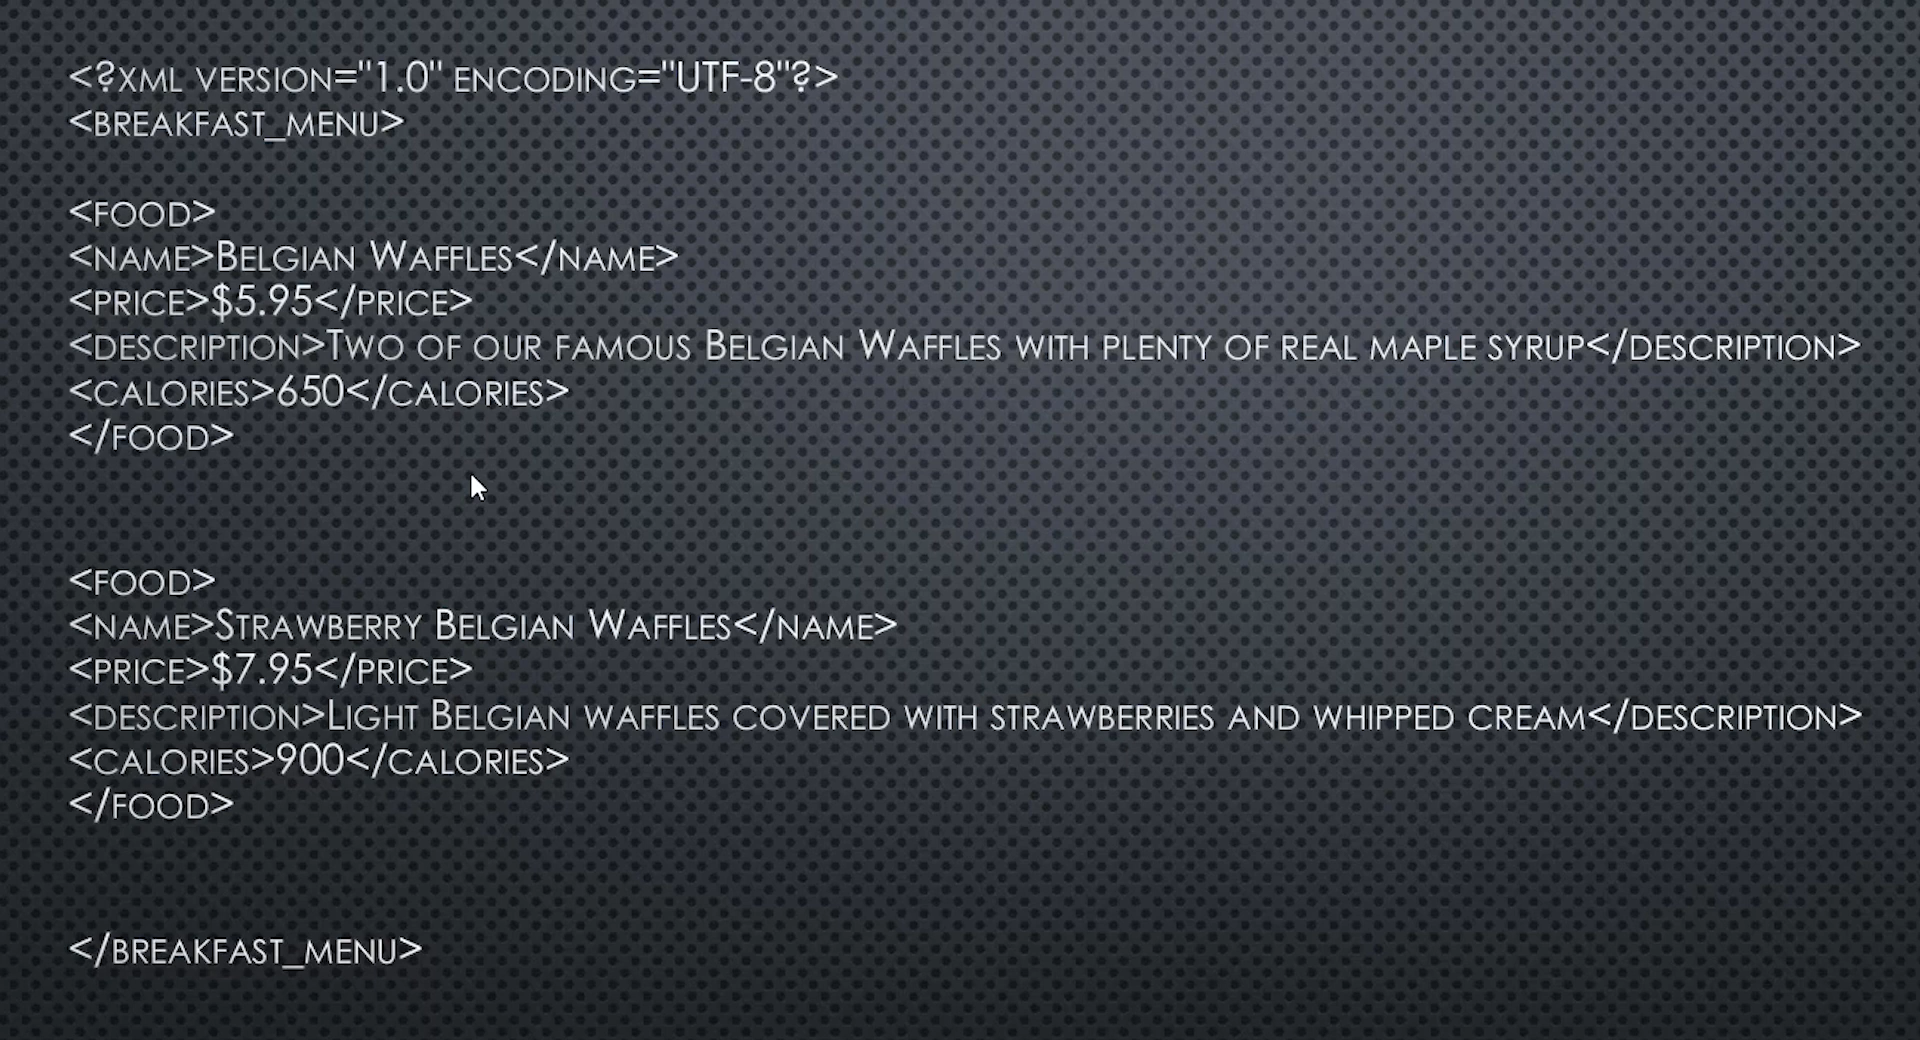 <?xml version="1.0" encoding="UTF-8"?>
<breakfast_menu>
<food>
<name>Belgian Waffles</name>
<price>$5.95</price>
<description>Two of our famous Belgian Waffles with plenty of real maple syrup</description>
<calories>650</calories>
</food>
<food>
<name>Strawberry Belgian Waffles</name>
<price>$7.95</price>
<description>Light Belgian waffles covered with strawberries and whipped cream</description>
<calories>900</calories>
</food>
</breakfast_menu>